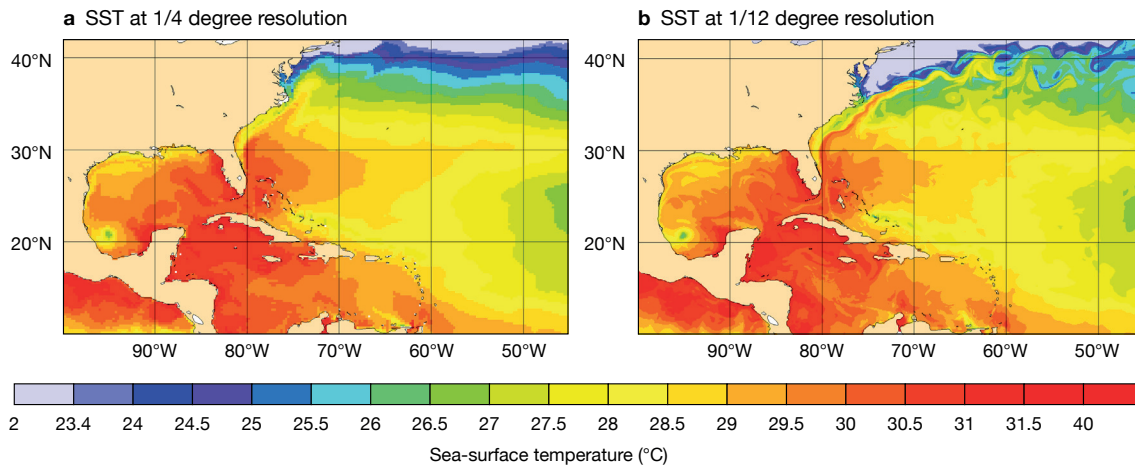 a SST at 1/4 degree resolution
b SST at 1/12 degree resolution
40°N
30°N
20°N
90°W 80°W 70°W 60°W 50°W
40°N
30°N
20°N
90°W 80°W 70°W 60°W 50°W
2 23.4 24 24.5 25 25.5 26 26.5 27 27.5 28 28.5 29 29.5 30 30.5 31 31.5 40
Sea-surface temperature (°C)